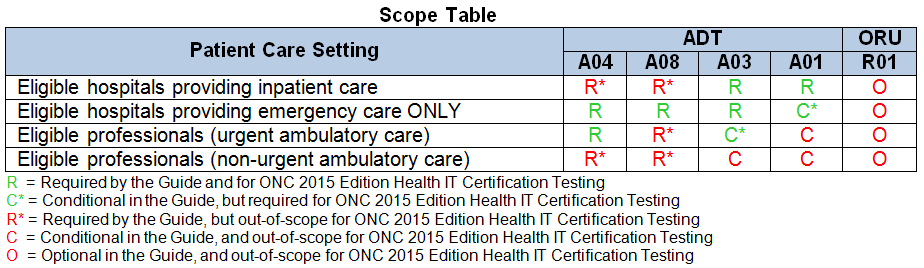 Scope Table
Patient Care Setting ADT ORU
A04 A08 A03 A01 R01
Eligible hospitals providing inpatient care R* R* R R O
Eligible hospitals providing emergency care ONLY R R R C* O
Eligible professionals (urgent ambulatory care) R R* C* C O
Eligible professionals (non-urgent ambulatory care) R* R* C C O
R = Required by the Guide and for ONC 2015 Edition Health IT Certification Testing
C* = Conditional in the Guide, but required for ONC 2015 Edition Health IT Certification Testing
R* = Required by the Guide, but out-of-scope for ONC 2015 Edition Health IT Certification Testing
C = Conditional in the Guide, and out-of-scope for ONC 2015 Edition Health IT Certification Testing
O = Optional in the Guide, and out-of-scope for ONC 2015 Edition Health IT Certification Testing